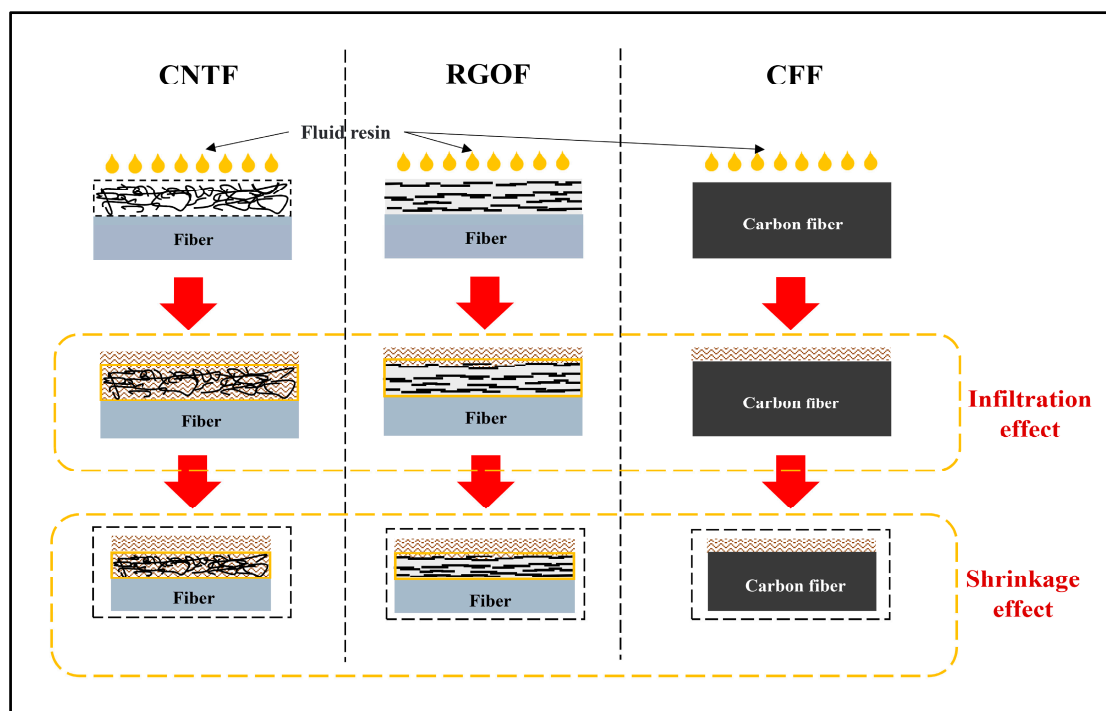 CNTF
RGOF
CFF
Fluid resin
Fiber
Fiber
Carbon fiber
Fiber
Fiber
Carbon fiber
Infiltration
effect
Fiber
Fiber
Carbon fiber
Shrinkage
effect